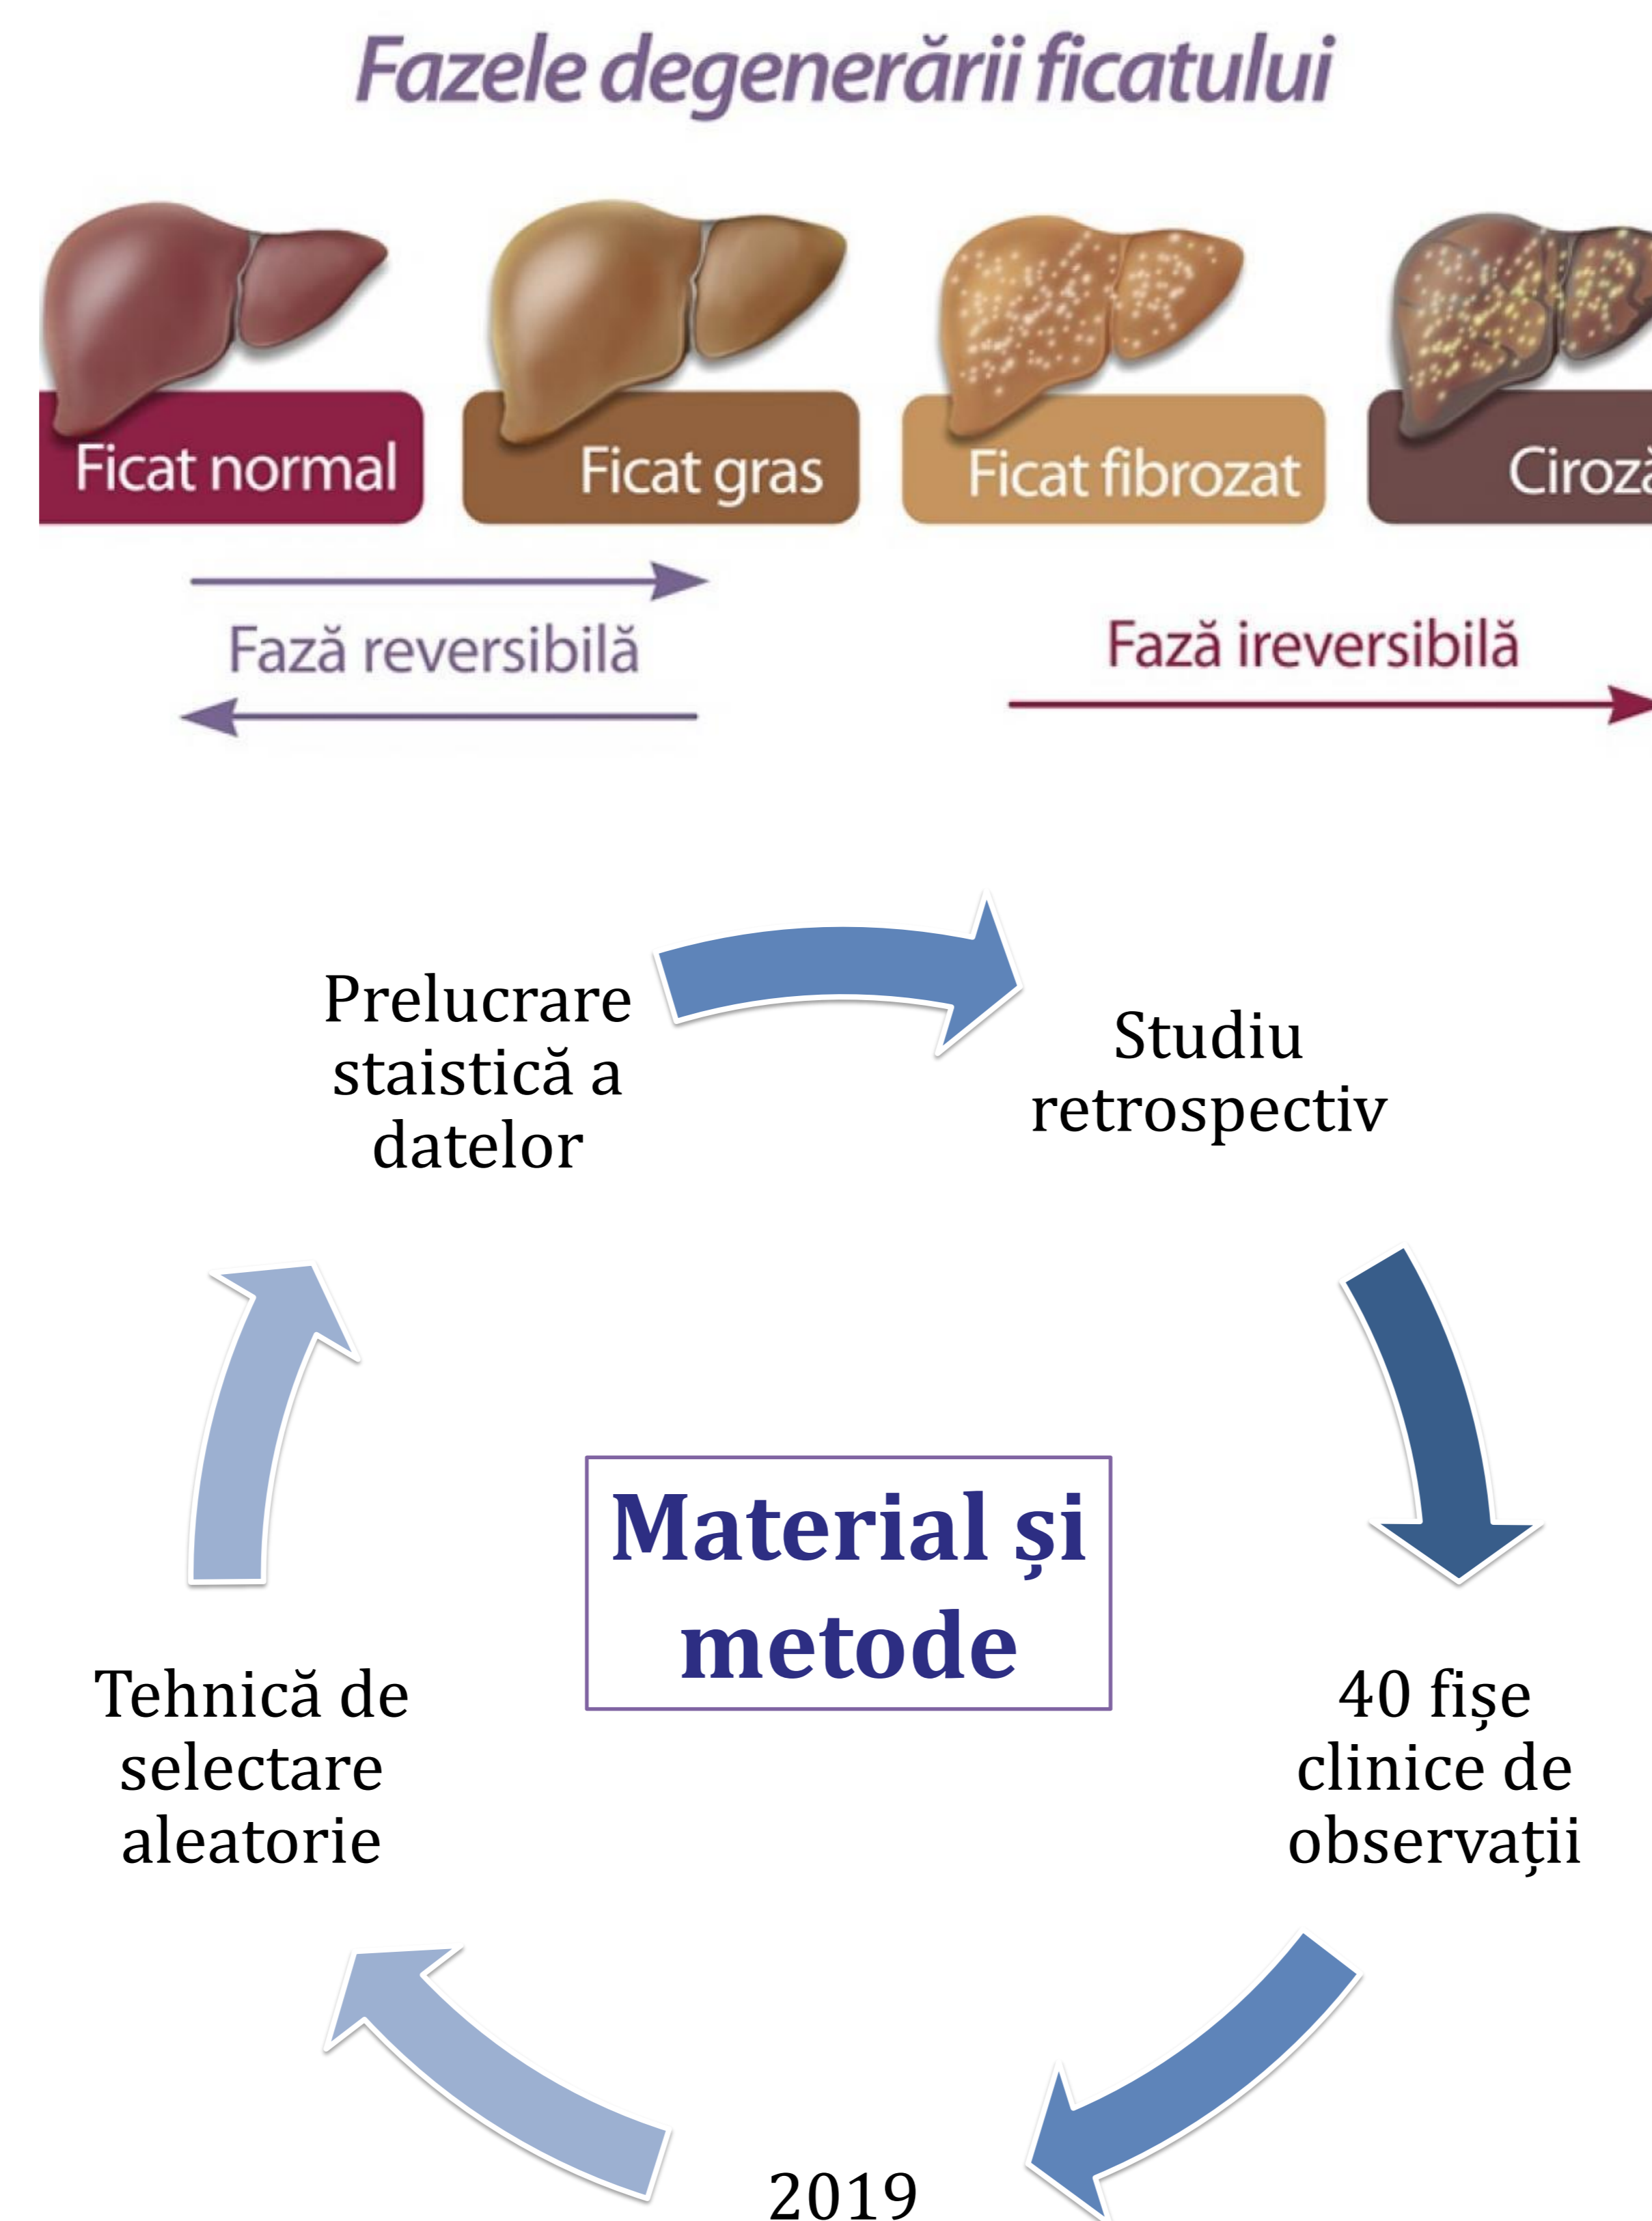 Fazele degenerării ficatului
Ficat normal
Ficat gras
Ficat fibrozat
Ciroză
Fază reversibilă
Fază ireversibilă
Prelucrare
staistică a
datelor
Studiu
retrospectiv
Material și
metode
Tehnică de
selectare
aleatorie
40 fișe
clinice de
observații
2019